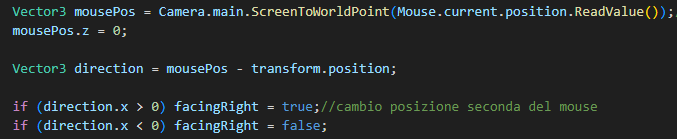 Vector3 mousePos = Camera.main.ScreenToWorldPoint(Mouse.current.position.ReadValue());
mousePos.z = 0;
Vector3 direction = mousePos - transform.position;
if (direction.x > 0) facingRight = true;//cambio posizione seconda del mouse
if (direction.x < 0) facingRight = false;